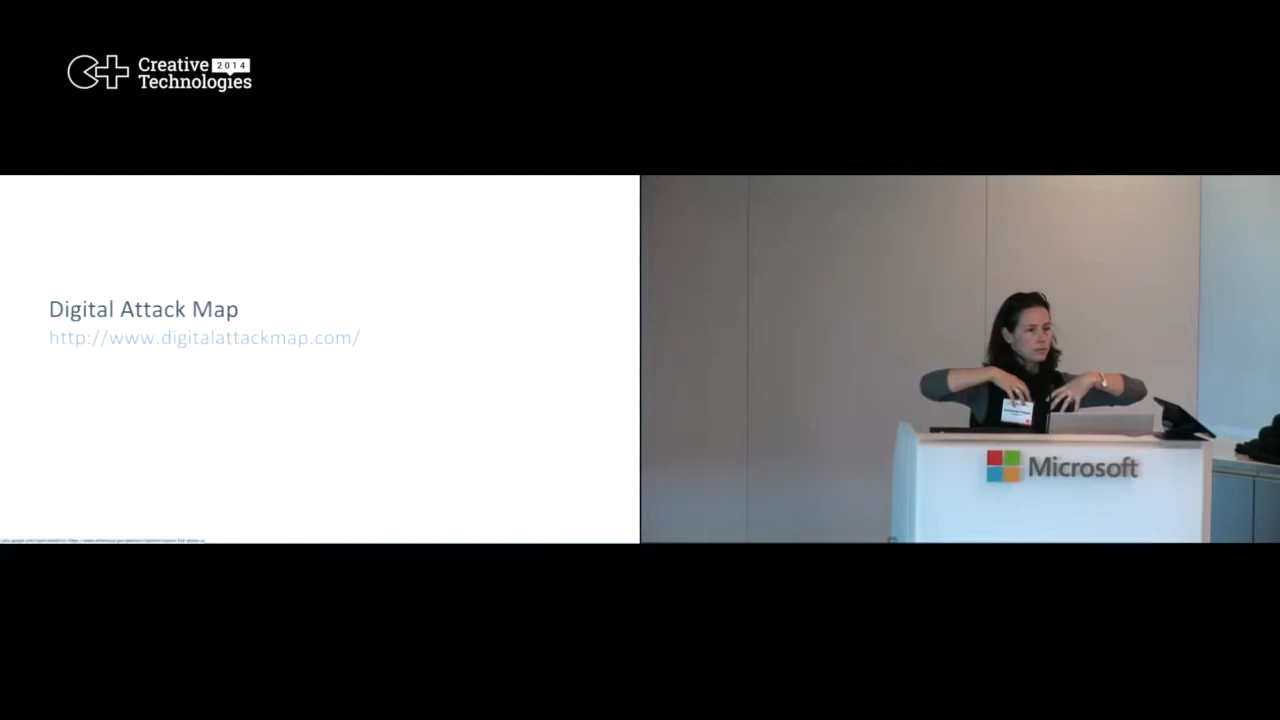 Creative 2014
Technologies
Digital Attack Map
http://www.digitalattackmap.com/
Microsoft